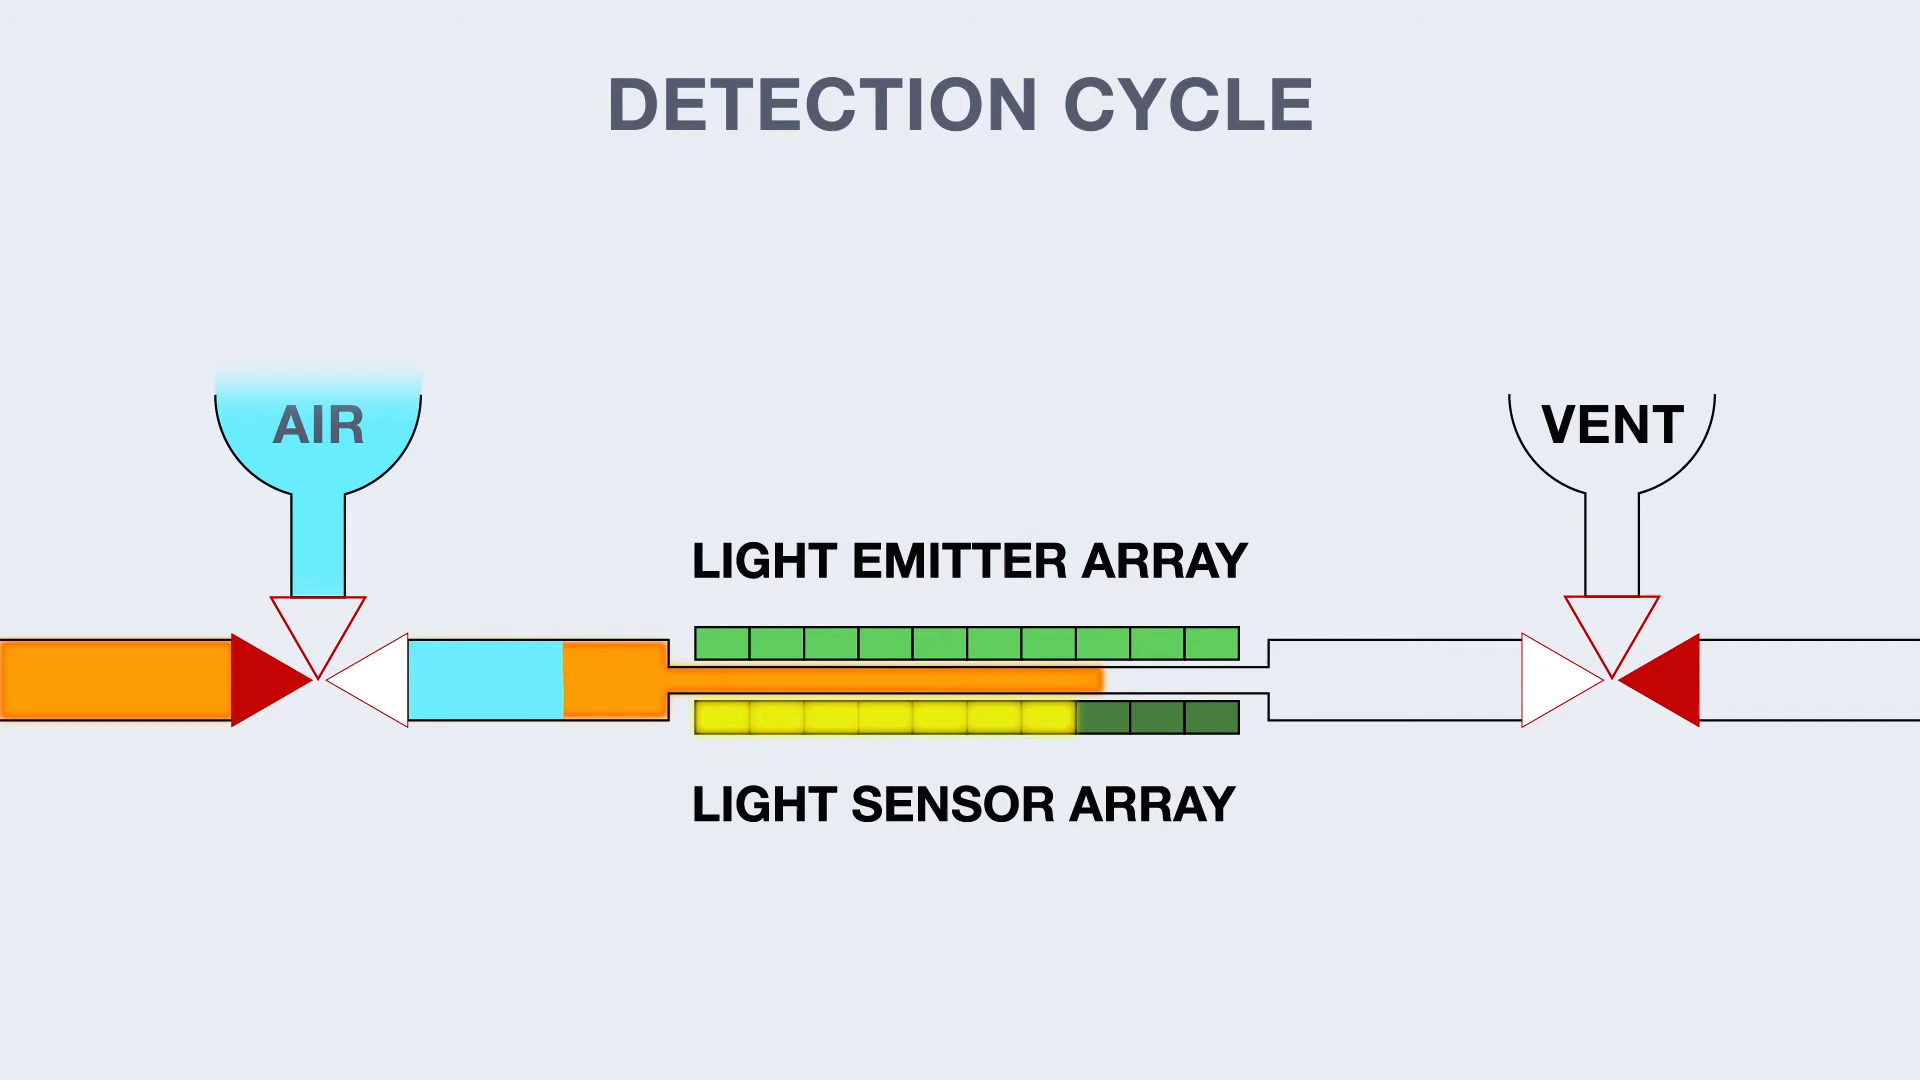 DETECTION CYCLE
AIR
VENT
LIGHT EMITTER ARRAY
LIGHT SENSOR ARRAY